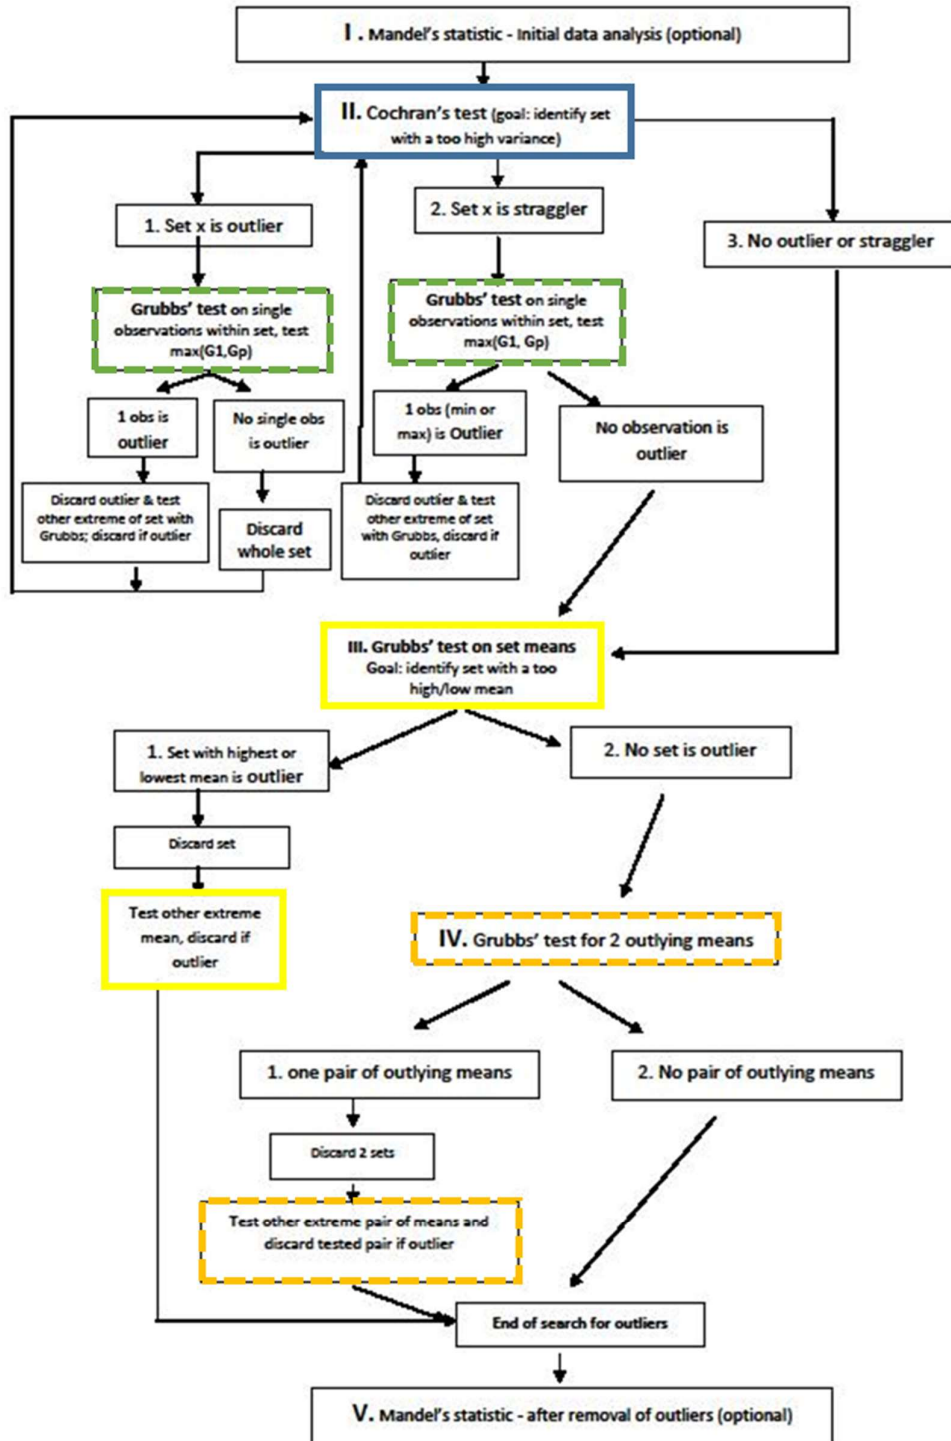 I. Mandel's statistic - Initial data analysis (optional)
II. Cochran's test (goal: identify set
with a too high variance)
1. Set x is outlier
2. Set x is straggler
3. No outlier or straggler
Grubbs' test on single
observations within set, test
max(G1,Gp)
Grubbs' test on single
observations within set, test
max(G1, Gp)
1 obs is
outlier
No single obs
is outlier
1 obs (min or
max) is Outlier
No observation is
outlier
Discard outlier & test
other extreme of set with
Grubbs; discard if outlier
Discard
whole set
Discard outlier & test
other extreme of set
with Grubbs, discard if
outlier
III. Grubbs' test on set means
Goal: identify set with a too
high/low mean
1. Set with highest or
lowest mean is outlier
2. No set is outlier
Discard set
Test other extreme
mean, discard if
outlier
IV. Grubbs' test for 2 outlying means
1. one pair of outlying means
2. No pair of outlying means
Discard 2 sets
Test other extreme pair of means and
discard tested pair if outlier
End of search for outliers
V. Mandel's statistic - after removal of outliers (optional)